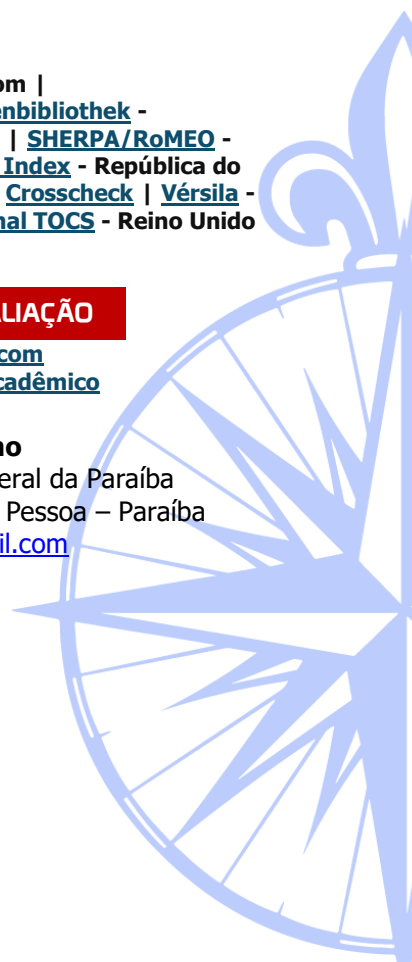 om |
enbibliothek -
| SHERPA/RoMEO -
Index - República do
Crosscheck | Vérsila -
nal TOCS - Reino Unido
LIAÇÃO
com
cadêmico
no
eral da Paraíba
Pessoa – Paraíba
il.com